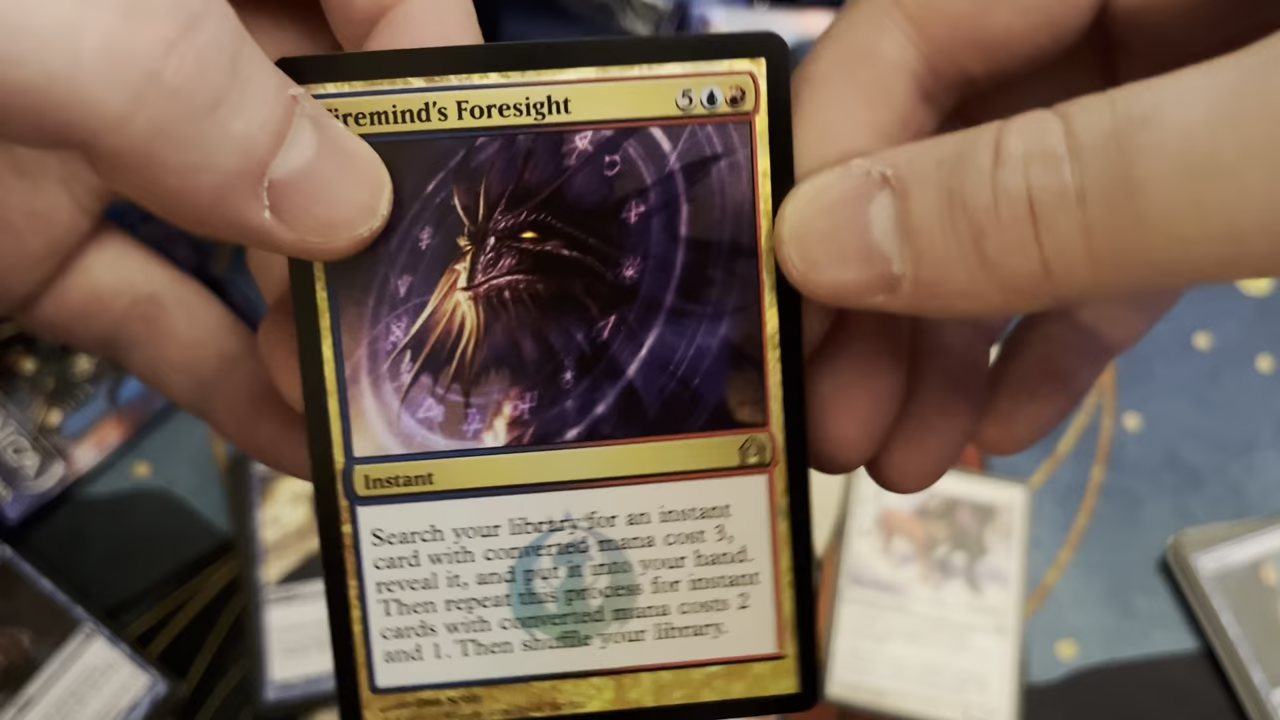 iremind's Foresight 5
Instant
Search your library for an instant
card with converted mana cost 3,
reveal it, and put it into your hand.
Then repeat this process for instant
cards with converted mana costs 2
and 1. Then shuffle your library.